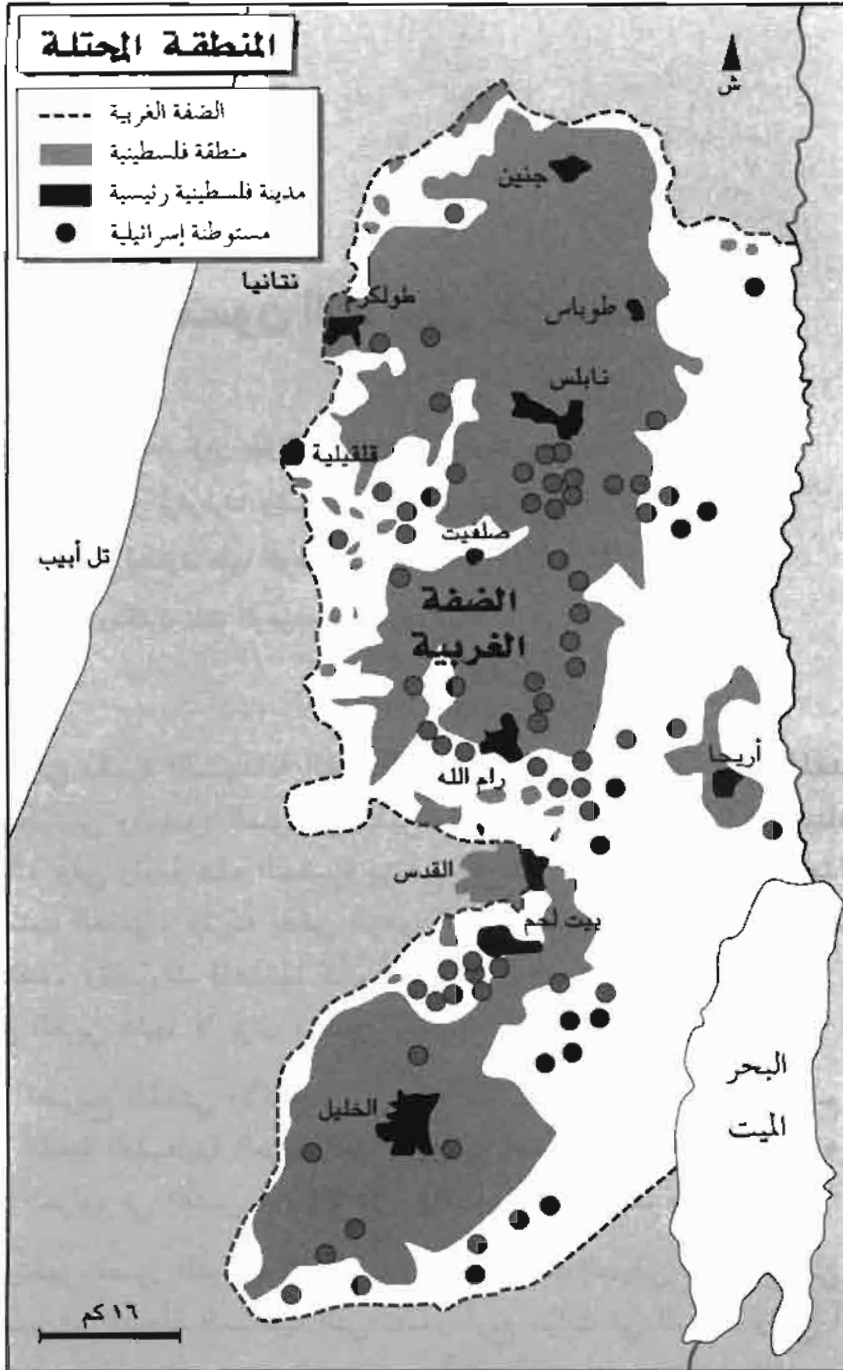 المنطقة المحتلة
ش
الضفة الغربية
منطقة فلسطينية
مدينة فلسطينية رئيسية
مستوطنة إسرائيلية
جنين
نتانيا
طولكرم
طوباس
نابلس
قلقيلية
صلفيت
تل أبيب
الضفة
الغربية
أريحا
رام الله
القدس
بيت لحم
البحر
الميت
الخليل
١٦ كم